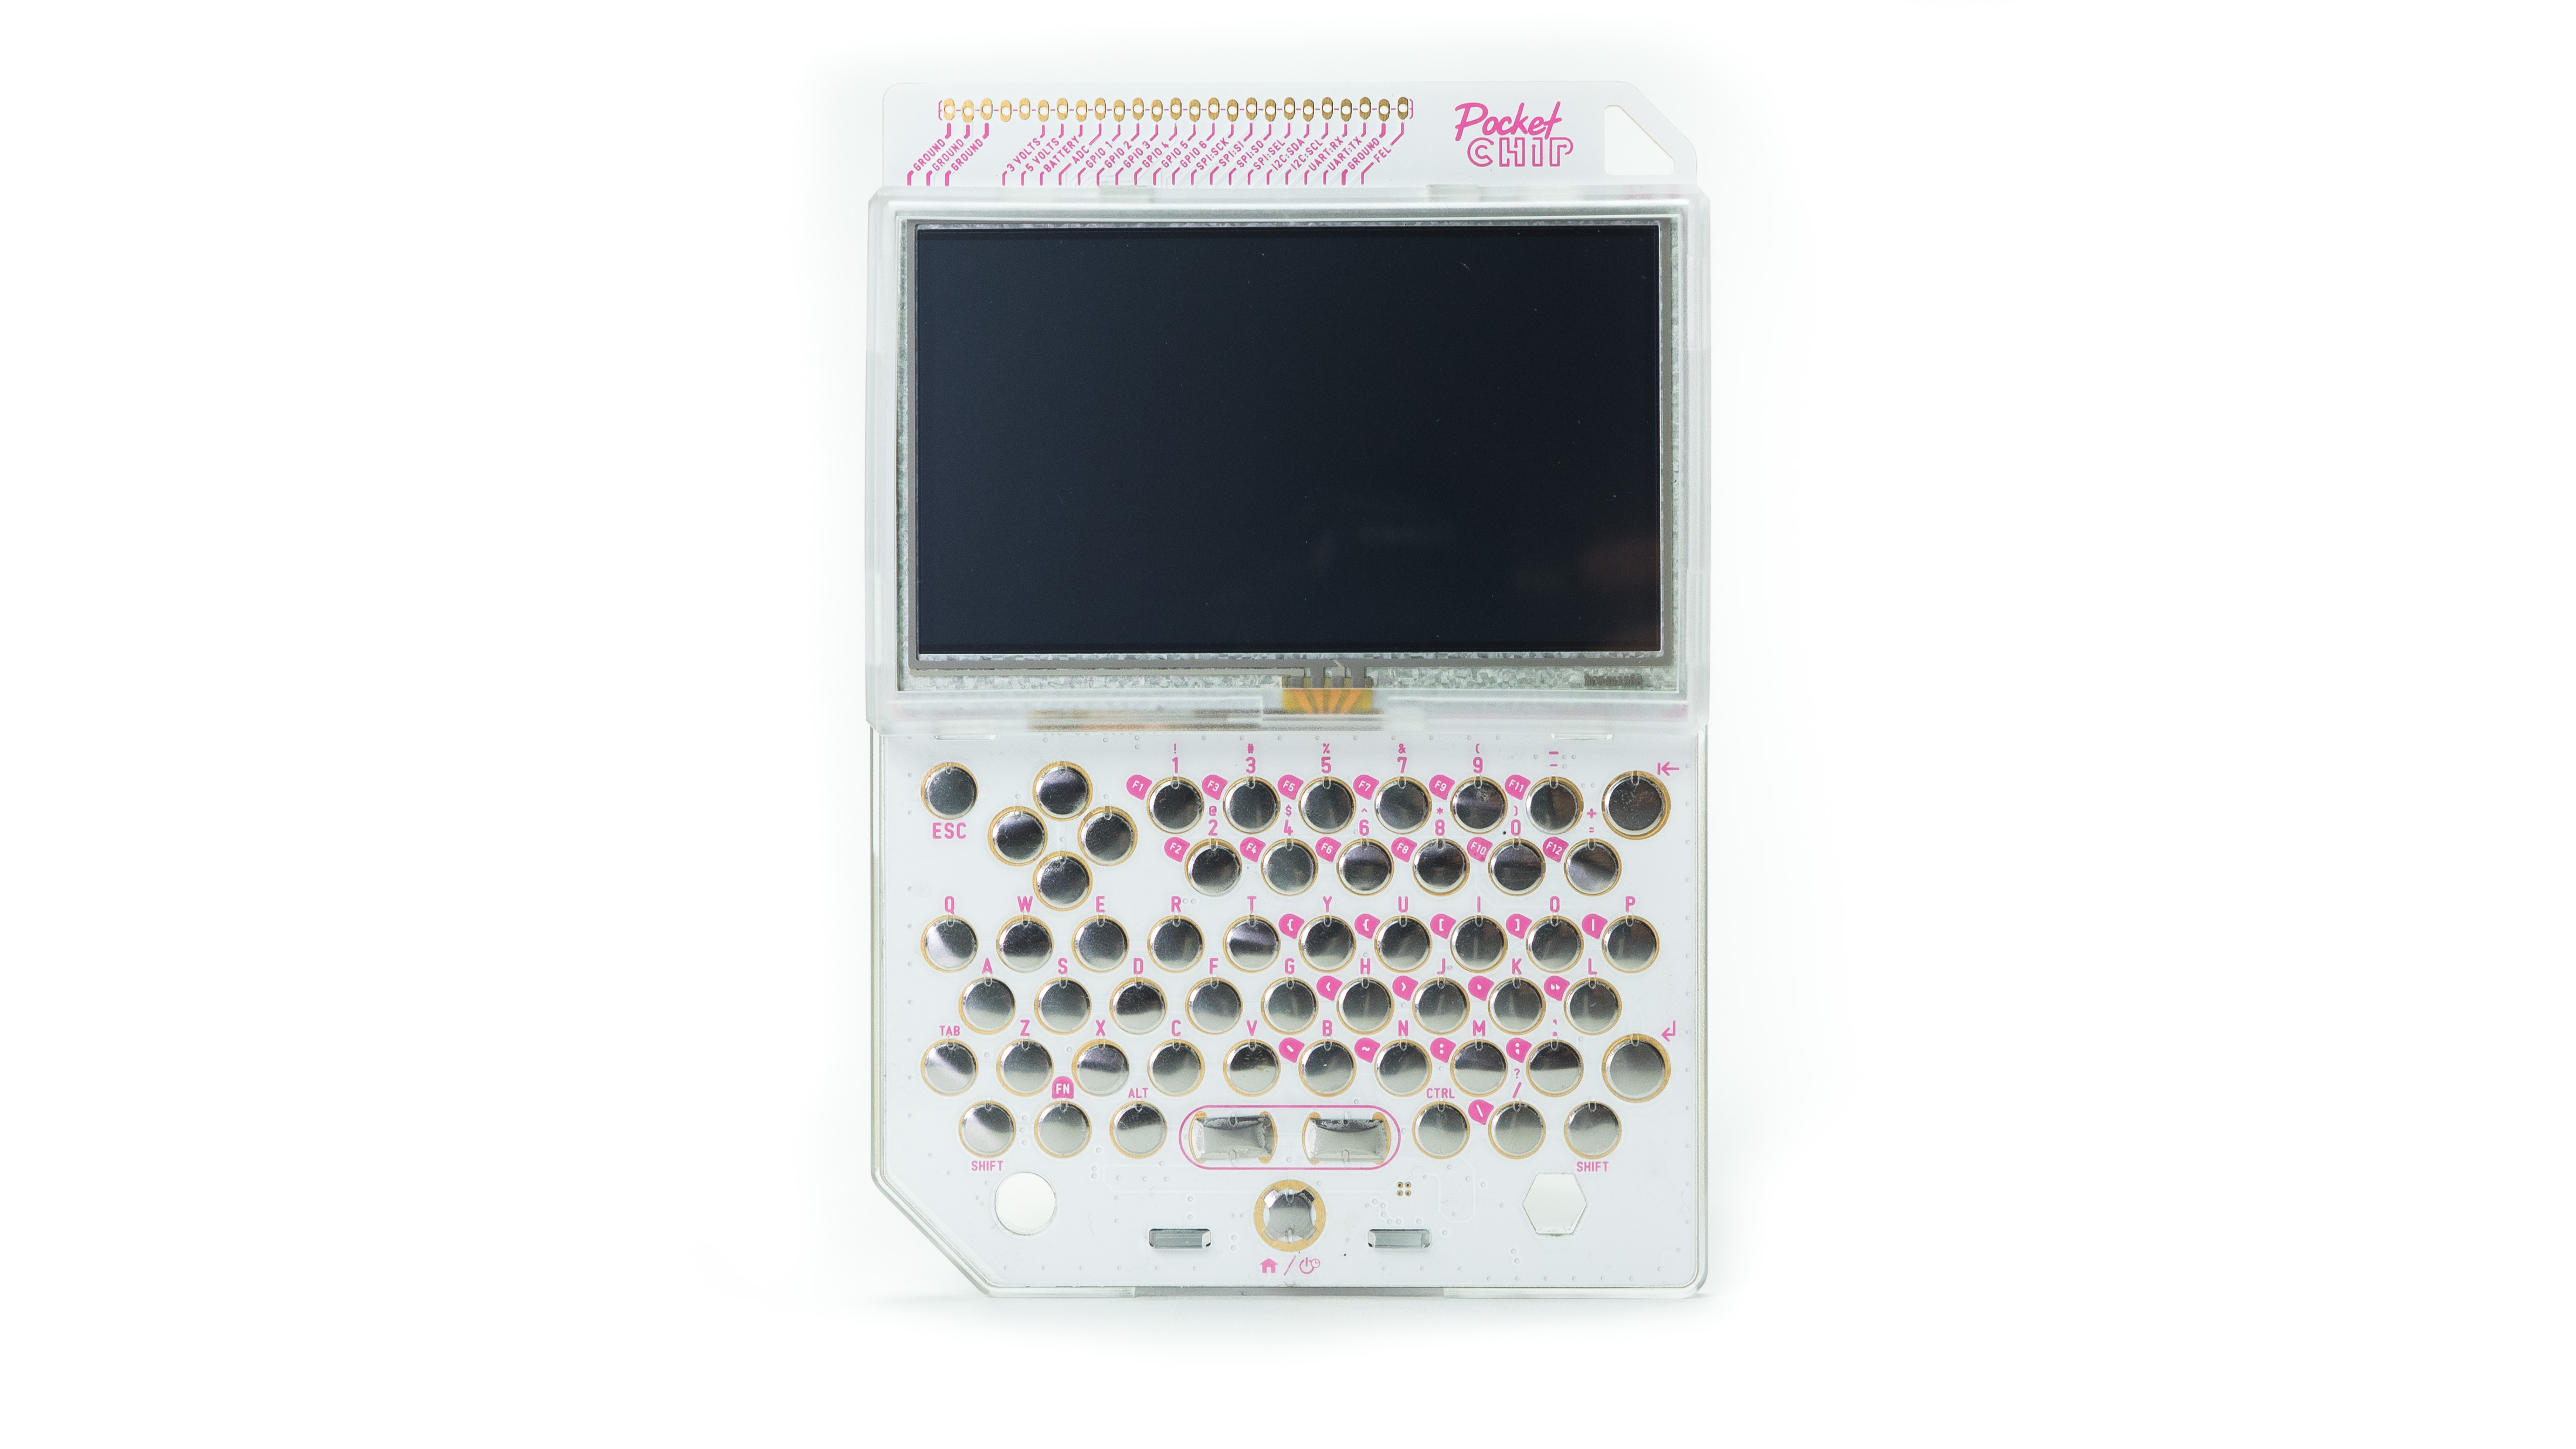 Pocket
CHIP
GROUND GROUND GROUND 3 VOLTS 5 VOLTS BATTERY ADC GPIO 1 GPIO 2 GPIO 3 GPIO 4 GPIO 5 GPIO 6 SPI:SCK SPI:SI SPI:SO SPI:SEL I2C:SDA I2C:SCL UART:RX UART:TX GROUND FEL
! # % & ( _
1 3 5 7 9 -
F1 F3 F5 F7 F9 F11
ESC
@ $ ^ * ) +
2 4 6 8 0 =
F2 F4 F6 F8 F10 F12
Q W E R T Y U I O P
{ [ ] |
A S D F G H J K L
< > ' "
TAB Z X C V B N M
~ : ;
FN ALT CTRL ? / \
SHIFT SHIFT
/